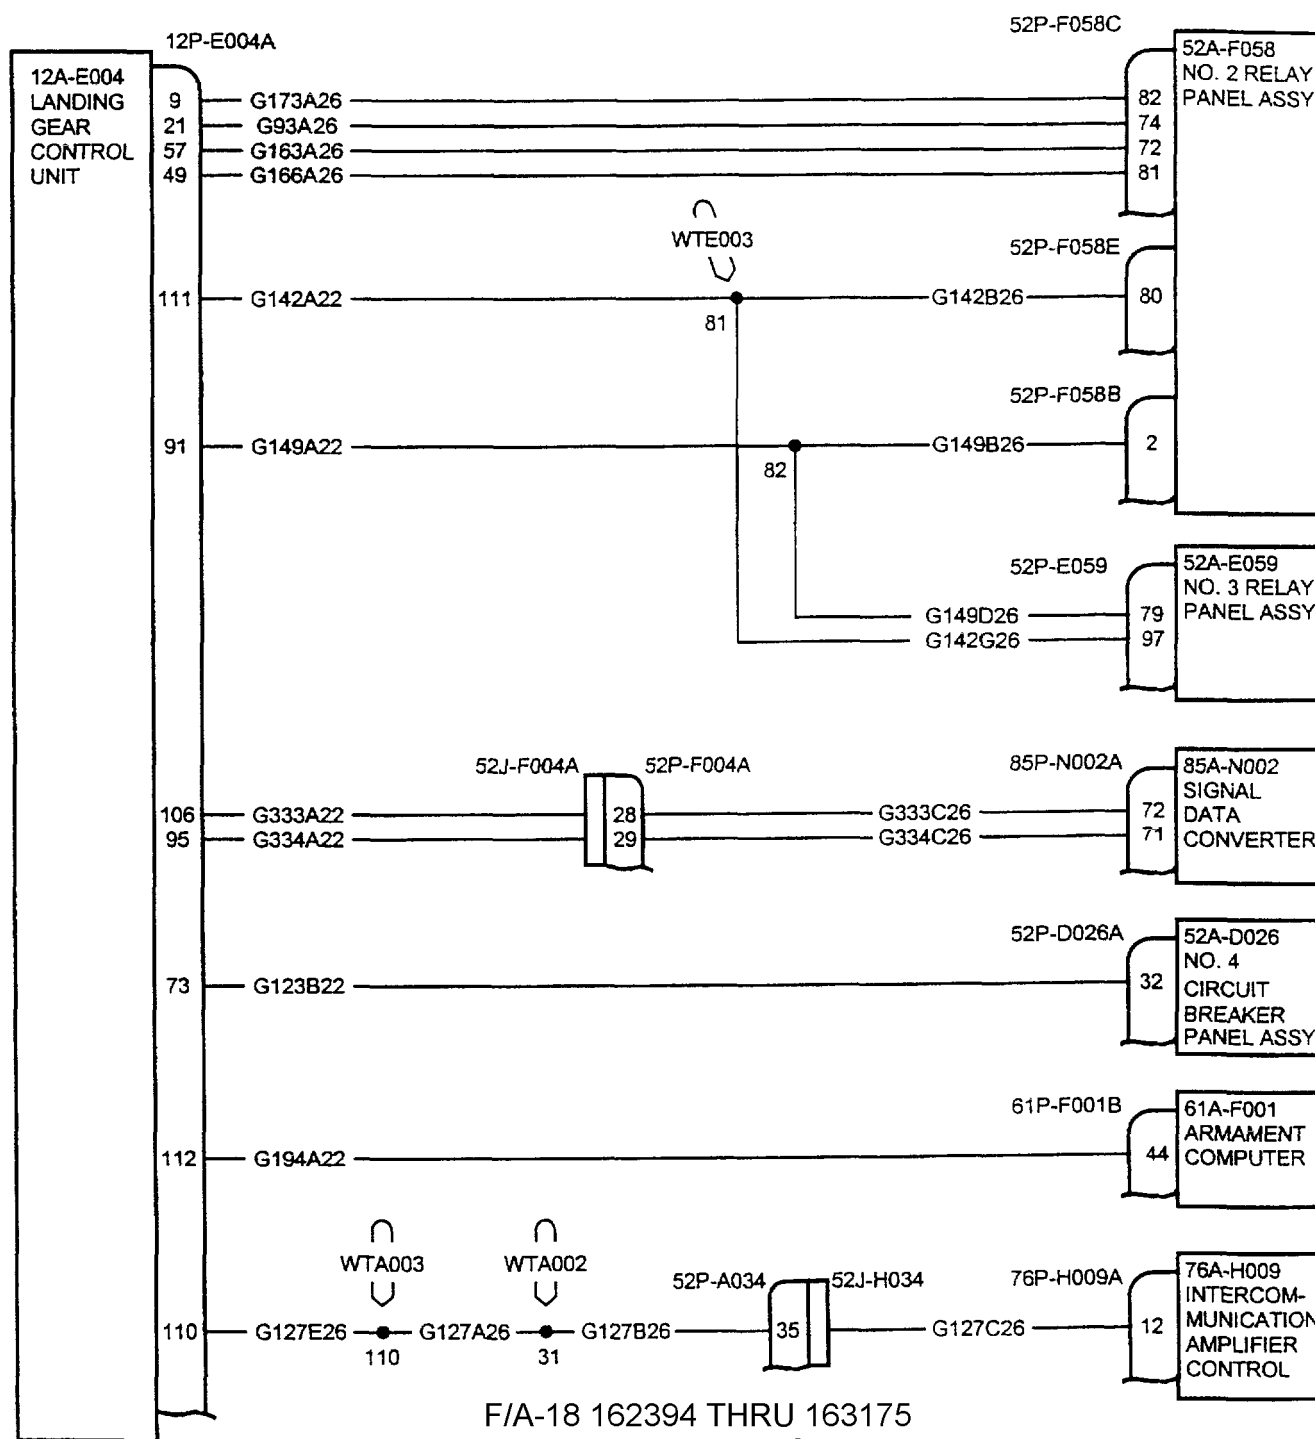 52P-F058C
12P-E004A
52A-F058
NO. 2 RELAY
PANEL ASSY
12A-E004
LANDING
GEAR
CONTROL
UNIT
9 G173A26 82
21 G93A26 74
57 G163A26 72
49 G166A26 81
WTE003
52P-F058E
111 G142A22 G142B26 80
81
52P-F058B
91 G149A22 G149B26 2
82
52P-E059
52A-E059
NO. 3 RELAY
PANEL ASSY
G149D26 79
G142G26 97
52J-F004A 52P-F004A 85P-N002A
85A-N002
SIGNAL
DATA
CONVERTER
106 G333A22 28 G333C26 72
95 G334A22 29 G334C26 71
52P-D026A
52A-D026
NO. 4
CIRCUIT
BREAKER
PANEL ASSY
73 G123B22 32
61P-F001B
61A-F001
ARMAMENT
COMPUTER
112 G194A22 44
WTA003 WTA002
52P-A034 52J-H034 76P-H009A
76A-H009
INTERCOM-
MUNICATION
AMPLIFIER
CONTROL
110 G127E26 G127A26 G127B26 35 G127C26 12
110 31
F/A-18 162394 THRU 163175